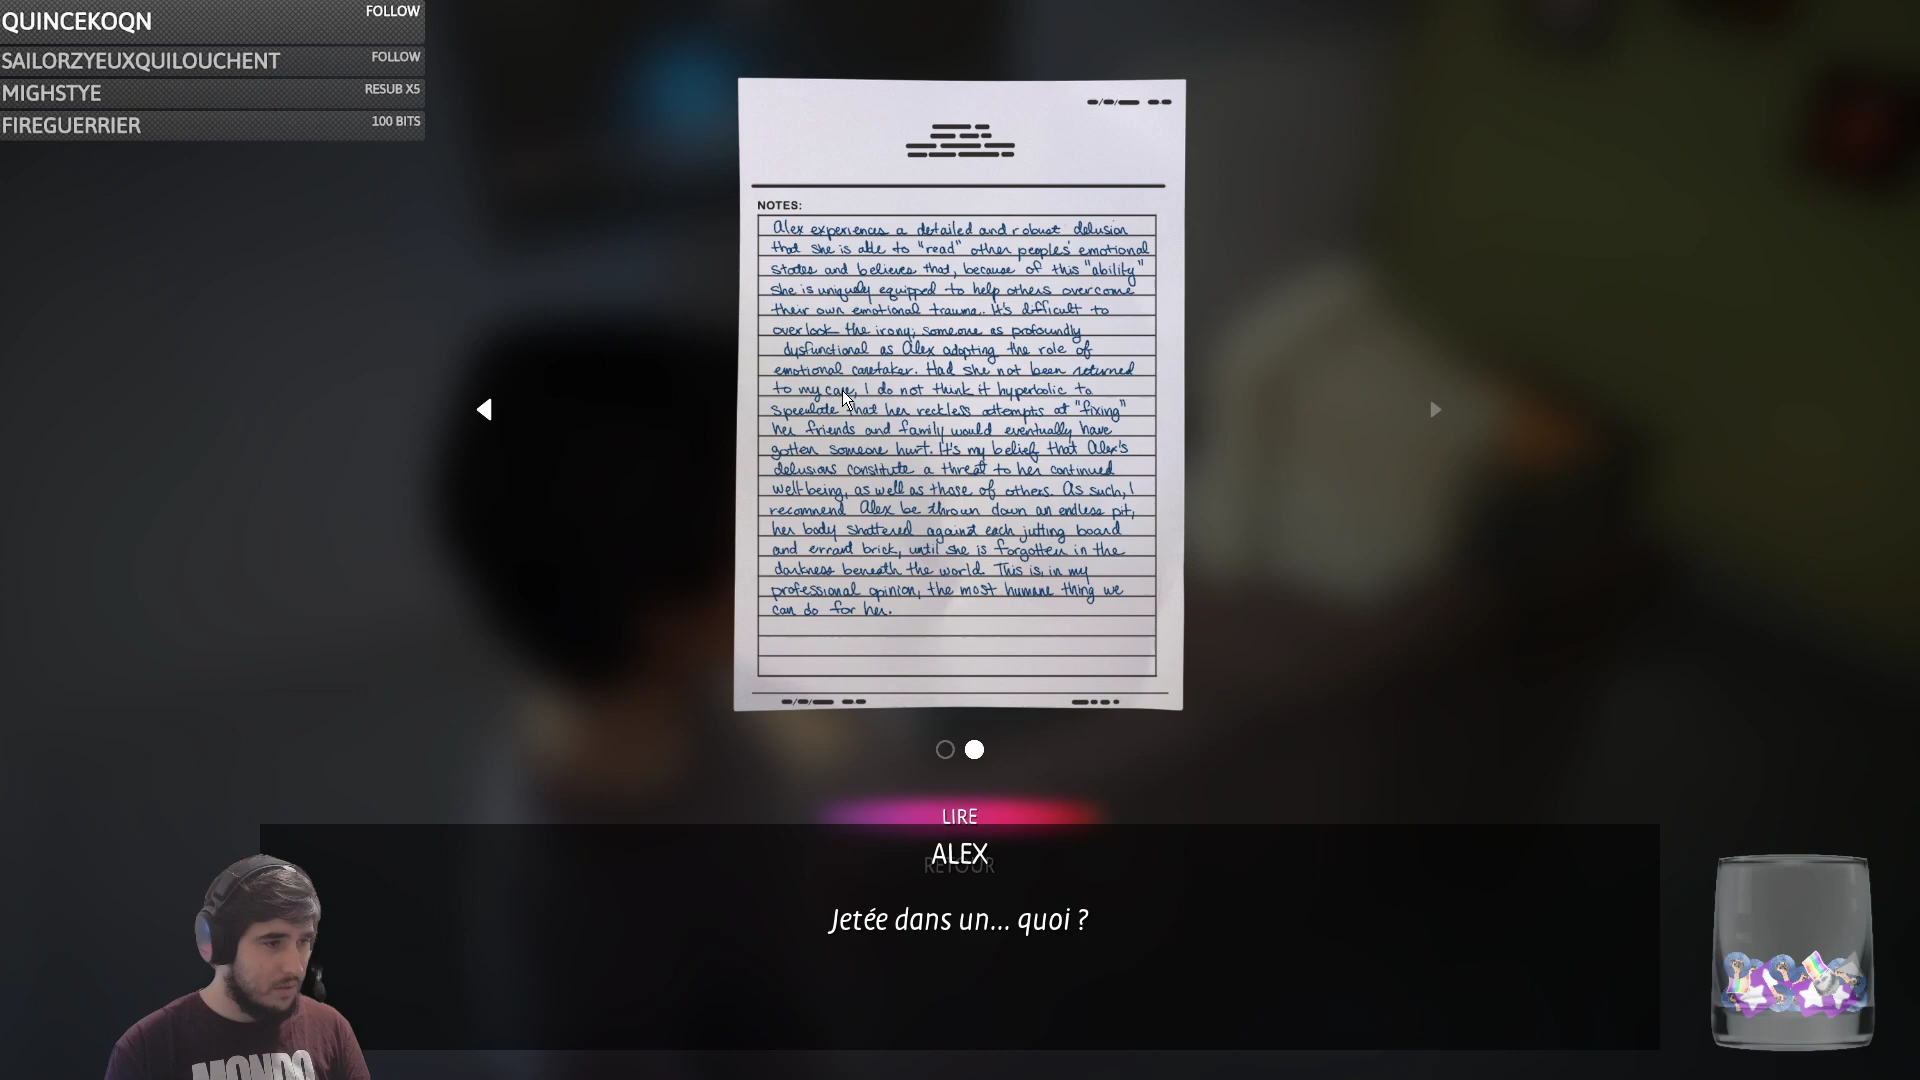 QUINCEKOQN
FOLLOW
SAILORZYEUXQUILOUCHENT
FOLLOW
MIGHSTYE
RESUB X5
FIREGUERRIER
100 BITS
NOTES:
Alex experiences a detailed and robust delusion
that she is able to "read" other peoples' emotional
states and believes that, because of this "ability"
she is uniquely equipped to help others overcome
their own emotional trauma. It's difficult to
overlook the irony; someone as profoundly
dysfunctional as Alex adopting the role of
emotional caretaker. Had she not been returned
to my care, I do not think it hyperbolic to
speculate that her reckless attempts at "fixing"
her friends and family would eventually have
gotten someone hurt. It's my belief that Alex's
delusions constitute a threat to her continued
well-being, as well as those of others. As such, I
recommend Alex be thrown down an endless pit,
her body shattered against each jutting board
and errant brick, until she is forgotten in the
darkness beneath the world. This is, in my
professional opinion, the most humane thing we
can do for her.
LIRE
ALEX
RETOUR
Jetée dans un... quoi ?
MONDO